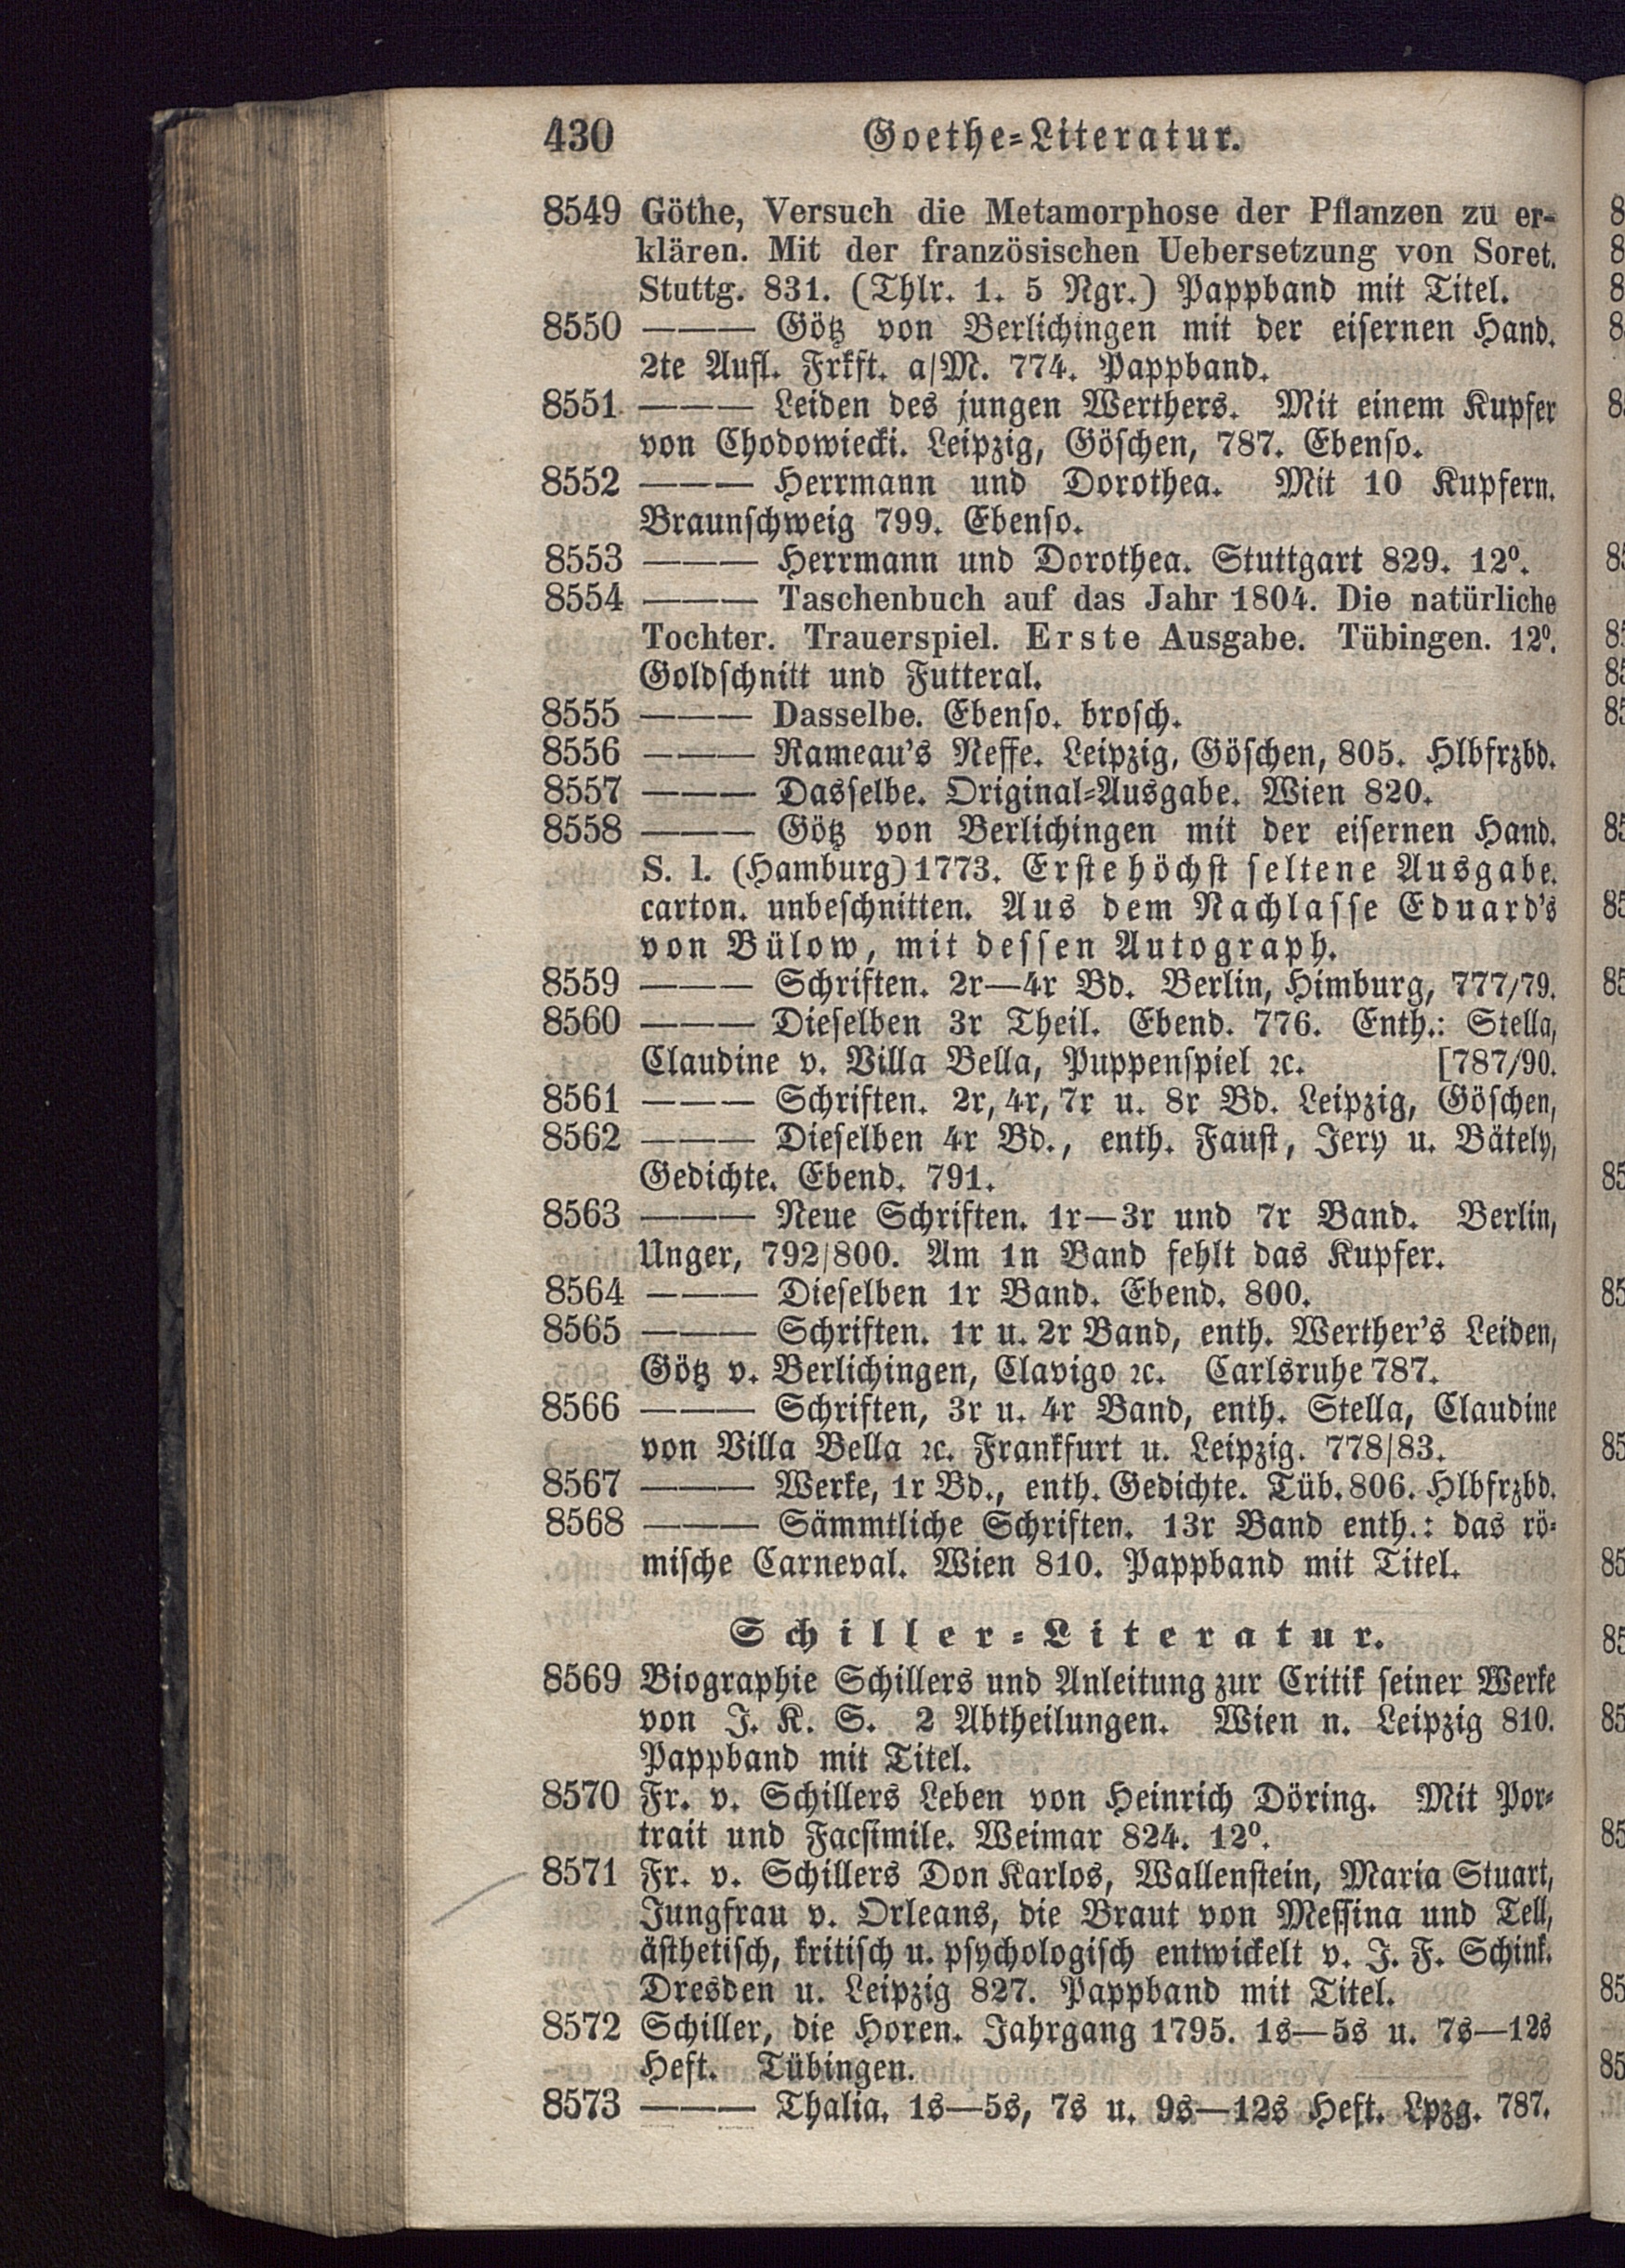 430 Goethe-Literatur.
8549 Göthe, Versuch die Metamorphose der Pflanzen zu er-
klären. Mit der französischen Uebersetzung von Soret.
Stuttg. 831. (Thlr. 1. 5 Ngr.) Pappband mit Titel.
8550 ——— Götz von Berlichingen mit der eisernen Hand.
2te Aufl. Frkft. a/M. 774. Pappband.
8551 ——— Leiden des jungen Werthers. Mit einem Kupfer
von Chodowiecki. Leipzig, Göschen, 787. Ebenso.
8552 ——— Herrmann und Dorothea. Mit 10 Kupfern.
Braunschweig 799. Ebenso.
8553 ——— Herrmann und Dorothea. Stuttgart 829. 12⁰.
8554 ——— Taschenbuch auf das Jahr 1804. Die natürliche
Tochter. Trauerspiel. Erste Ausgabe. Tübingen. 12⁰.
Goldschnitt und Futteral.
8555 ——— Dasselbe. Ebenso. brosch.
8556 ——— Rameau's Neffe. Leipzig, Göschen, 805. Hlbfrzbd.
8557 ——— Dasselbe. Original-Ausgabe. Wien 820.
8558 ——— Götz von Berlichingen mit der eisernen Hand.
S. l. (Hamburg) 1773. Erste höchst seltene Ausgabe.
carton. unbeschnitten. Aus dem Nachlasse Eduard's
von Bülow, mit dessen Autograph.
8559 ——— Schriften. 2r—4r Bd. Berlin, Himburg, 777/79.
8560 ——— Dieselben 3r Theil. Ebend. 776. Enth.: Stella,
Claudine v. Villa Bella, Puppenspiel ꝛc. [787/90.
8561 ——— Schriften. 2r, 4r, 7r u. 8r Bd. Leipzig, Göschen,
8562 ——— Dieselben 4r Bd., enth. Faust, Jery u. Bätely,
Gedichte. Ebend. 791.
8563 ——— Neue Schriften. 1r—3r und 7r Band. Berlin,
Unger, 792/800. Am 1n Band fehlt das Kupfer.
8564 ——— Dieselben 1r Band. Ebend. 800.
8565 ——— Schriften. 1r u. 2r Band, enth. Werther's Leiden,
Götz v. Berlichingen, Clavigo ꝛc. Carlsruhe 787.
8566 ——— Schriften, 3r u. 4r Band, enth. Stella, Claudine
von Villa Bella ꝛc. Frankfurt u. Leipzig. 778/83.
8567 ——— Werke, 1r Bd., enth. Gedichte. Tüb. 806. Hlbfrzbd.
8568 ——— Sämmtliche Schriften. 13r Band enth.: das rö-
mische Carneval. Wien 810. Pappband mit Titel.
Schiller-Literatur.
8569 Biographie Schillers und Anleitung zur Critik seiner Werke
von J. K. S. 2 Abtheilungen. Wien n. Leipzig 810.
Pappband mit Titel.
8570 Fr. v. Schillers Leben von Heinrich Döring. Mit Por-
trait und Facsimile. Weimar 824. 12⁰.
8571 Fr. v. Schillers Don Karlos, Wallenstein, Maria Stuart,
Jungfrau v. Orleans, die Braut von Messina und Tell,
ästhetisch, kritisch u. psychologisch entwickelt v. J. F. Schink.
Dresden u. Leipzig 827. Pappband mit Titel.
8572 Schiller, die Horen. Jahrgang 1795. 1s—5s u. 7s—12s
Heft. Tübingen.
8573 ——— Thalia. 1s—5s, 7s u. 9s—12s Heft. Lpzg. 787.